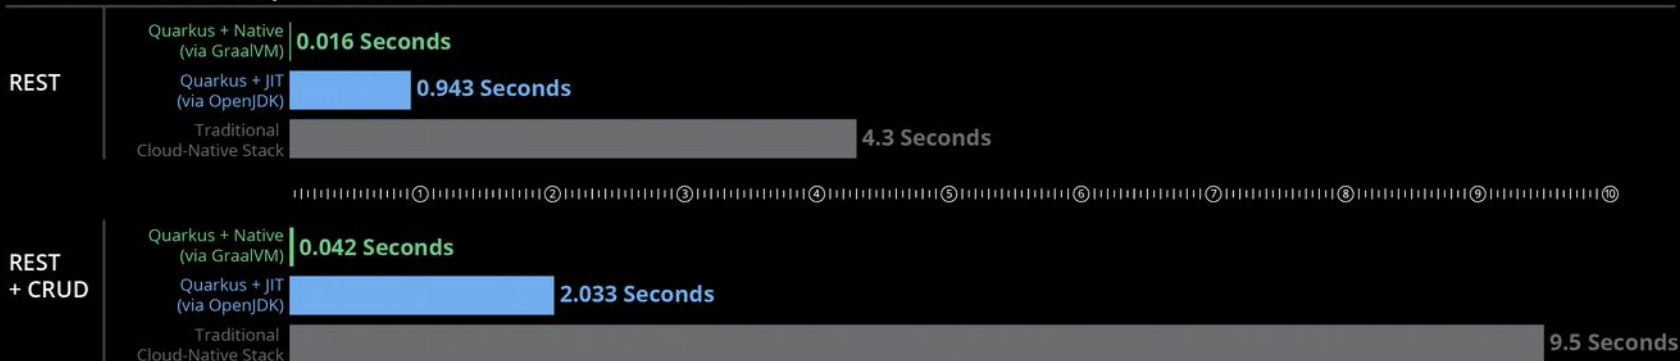 REST
Quarkus + Native
(via GraalVM)
0.016 Seconds
Quarkus + JIT
(via OpenJDK)
0.943 Seconds
Traditional
Cloud-Native Stack
4.3 Seconds
1 2 3 4 5 6 7 8 9 10
REST
+ CRUD
Quarkus + Native
(via GraalVM)
0.042 Seconds
Quarkus + JIT
(via OpenJDK)
2.033 Seconds
Traditional
Cloud-Native Stack
9.5 Seconds